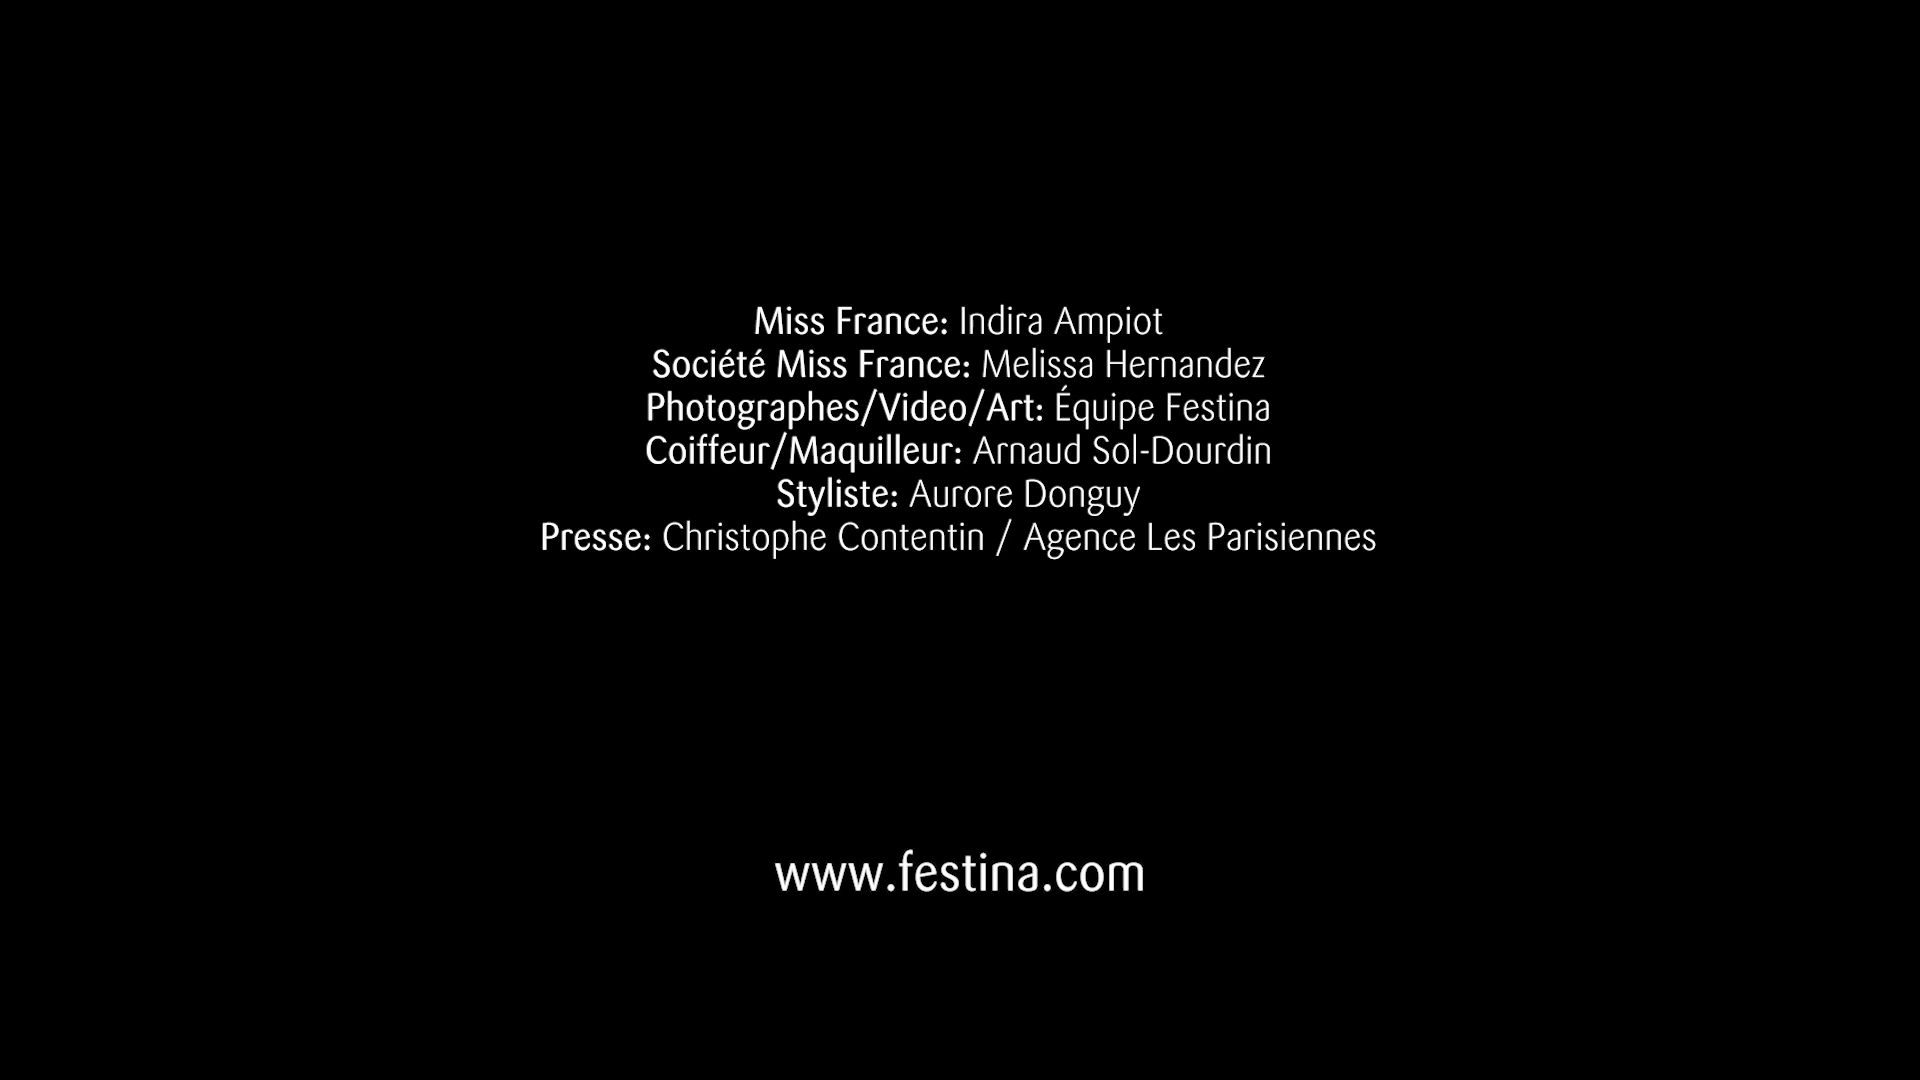 Miss France: Indira Ampiot
Société Miss France: Melissa Hernandez
Photographes/Video/Art: Équipe Festina
Coiffeur/Maquilleur: Arnaud Sol-Dourdin
Styliste: Aurore Donguy
Presse: Christophe Contentin / Agence Les Parisiennes
www.festina.com